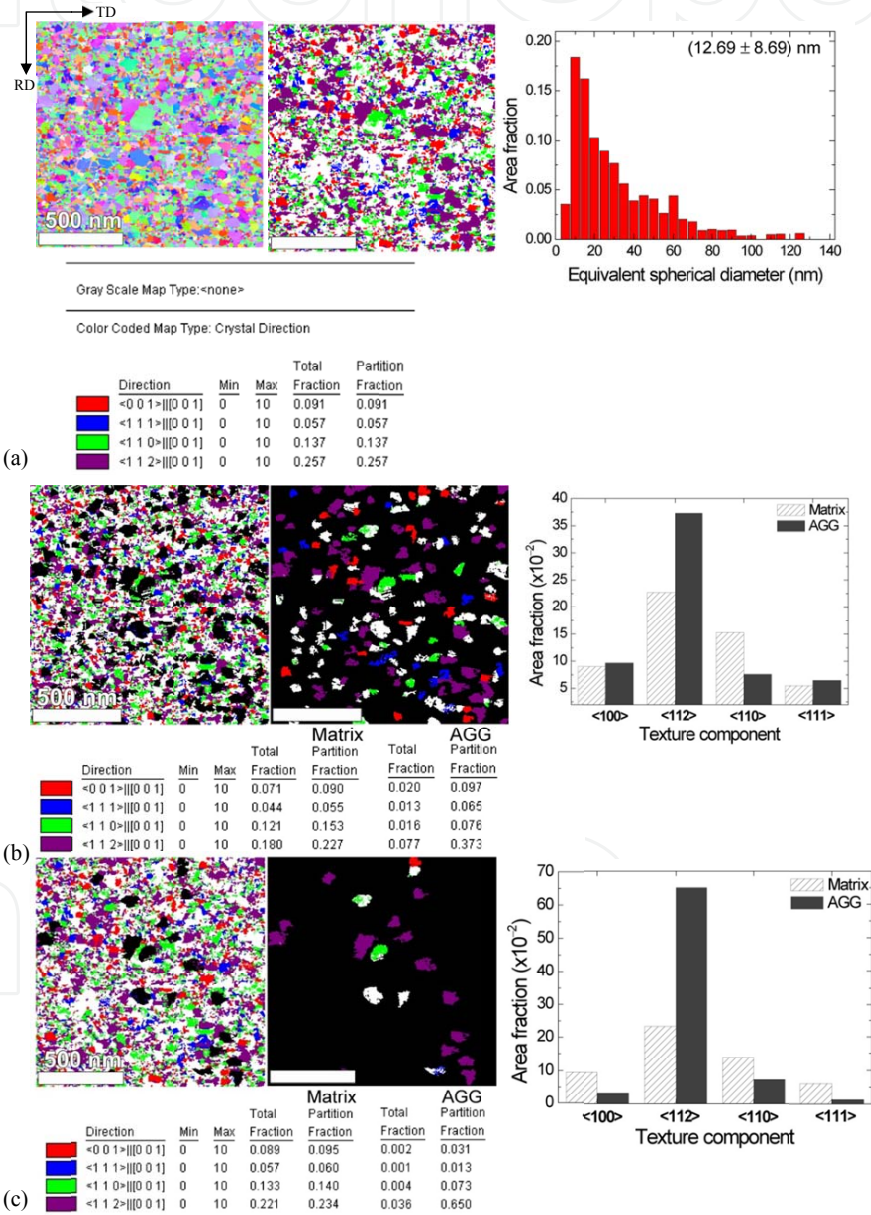 TD
RD
500 nm
(12.69 ± 8.69) nm
Area fraction
0.20
0.15
0.10
0.05
0.00
0 20 40 60 80 100 120 140
Equivalent spherical diameter (nm)
Gray Scale Map Type:<none>
Color Coded Map Type: Crystal Direction
Total Partition
Direction Min Max Fraction Fraction
<0 0 1>||[0 0 1] 0 10 0.091 0.091
<1 1 1>||[0 0 1] 0 10 0.057 0.057
<1 1 0>||[0 0 1] 0 10 0.137 0.137
<1 1 2>||[0 0 1] 0 10 0.257 0.257
(a)
500 nm
Matrix
AGG
Area fraction (x10⁻²)
40
35
30
25
20
15
10
5
<100> <112> <110> <111>
Texture component
Matrix AGG
Total Partition Total Partition
Direction Min Max Fraction Fraction Fraction Fraction
<0 0 1>||[0 0 1] 0 10 0.071 0.090 0.020 0.097
<1 1 1>||[0 0 1] 0 10 0.044 0.055 0.013 0.065
<1 1 0>||[0 0 1] 0 10 0.121 0.153 0.016 0.076
<1 1 2>||[0 0 1] 0 10 0.180 0.227 0.077 0.373
(b)
500 nm
Matrix
AGG
Area fraction (x10⁻²)
70
60
50
40
30
20
10
0
<100> <112> <110> <111>
Texture component
Matrix AGG
Total Partition Total Partition
Direction Min Max Fraction Fraction Fraction Fraction
<0 0 1>||[0 0 1] 0 10 0.089 0.095 0.002 0.031
<1 1 1>||[0 0 1] 0 10 0.057 0.060 0.001 0.013
<1 1 0>||[0 0 1] 0 10 0.133 0.140 0.004 0.073
<1 1 2>||[0 0 1] 0 10 0.221 0.234 0.036 0.650
(c)